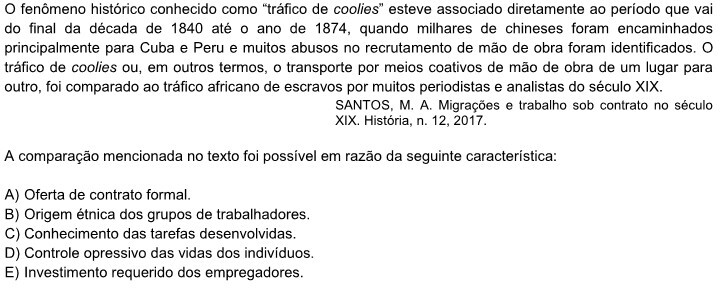 O fenômeno histórico conhecido como “tráfico de coolies” esteve associado diretamente ao período que vai
do final da década de 1840 até o ano de 1874, quando milhares de chineses foram encaminhados
principalmente para Cuba e Peru e muitos abusos no recrutamento de mão de obra foram identificados. O
tráfico de coolies ou, em outros termos, o transporte por meios coativos de mão de obra de um lugar para
outro, foi comparado ao tráfico africano de escravos por muitos periodistas e analistas do século XIX.
SANTOS, M. A. Migrações e trabalho sob contrato no século
XIX. História, n. 12, 2017.
A comparação mencionada no texto foi possível em razão da seguinte característica:
A) Oferta de contrato formal.
B) Origem étnica dos grupos de trabalhadores.
C) Conhecimento das tarefas desenvolvidas.
D) Controle opressivo das vidas dos indivíduos.
E) Investimento requerido dos empregadores.